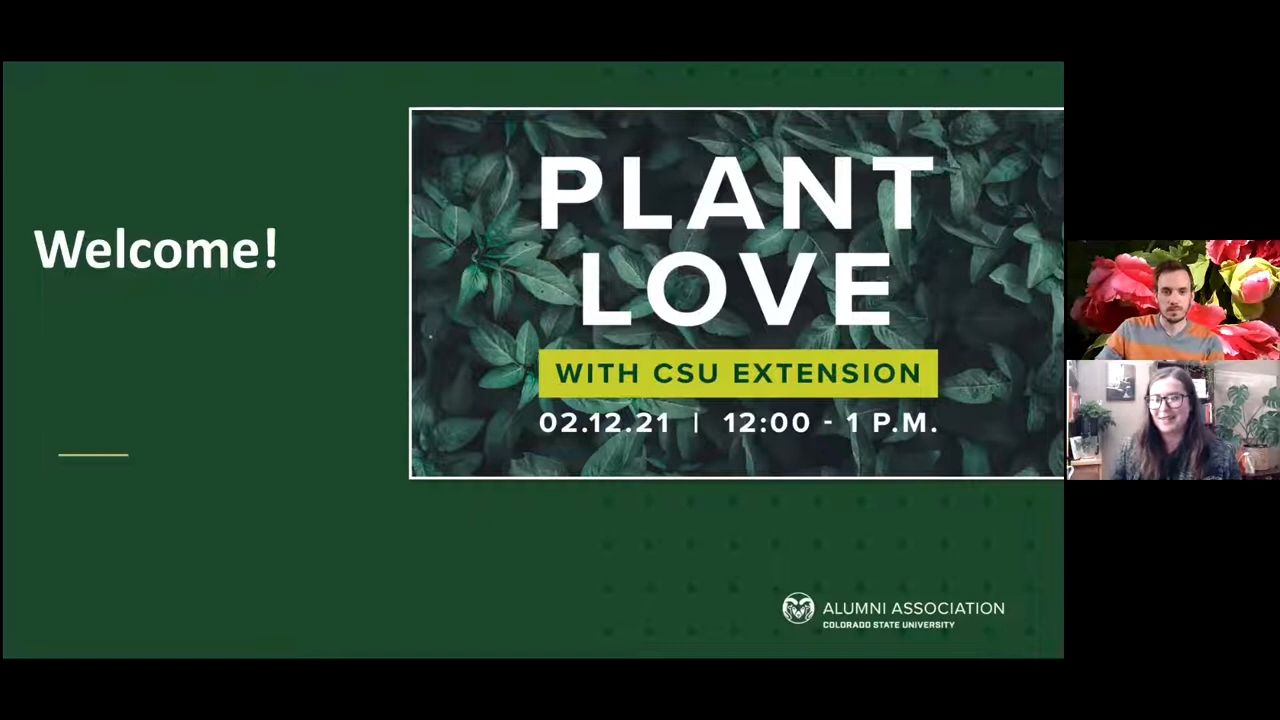 Welcome!
PLANT
LOVE
WITH CSU EXTENSION
02.12.21 | 12:00 - 1 P.M.
ALUMNI ASSOCIATION
COLORADO STATE UNIVERSITY